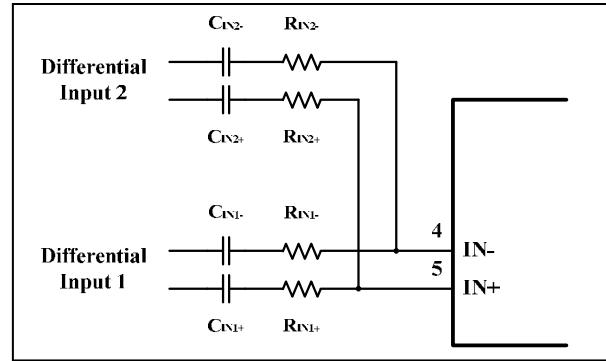 CIN2- RIN2-
Differential
Input 2
CIN2+ RIN2+
CIN1- RIN1-
4
Differential
Input 1
IN-
5
IN+
CIN1+ RIN1+